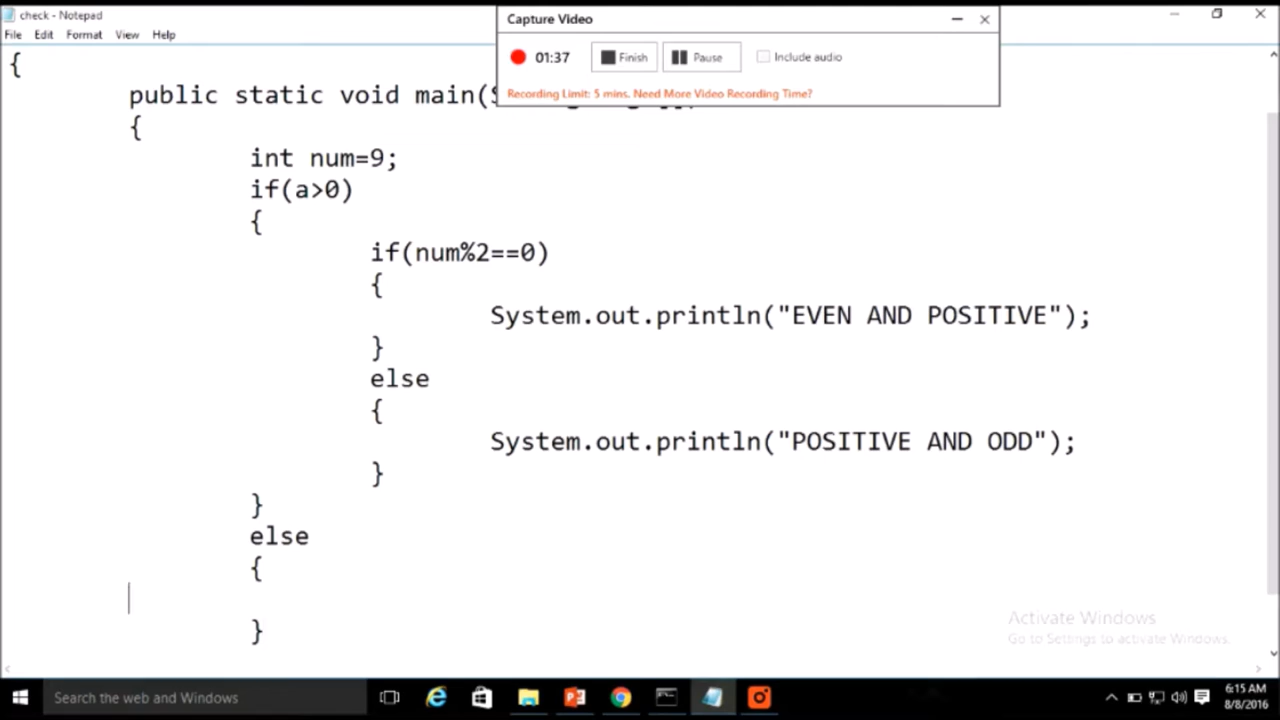 check - Notepad
Capture Video
File Edit Format View Help
01:37 Finish Pause Include audio
Recording Limit: 5 mins. Need More Video Recording Time?
{
public static void main(
{
int num=9;
if(a>0)
{
if(num%2==0)
{
System.out.println("EVEN AND POSITIVE");
}
else
{
System.out.println("POSITIVE AND ODD");
}
}
else
{
}
Activate Windows
Go to Settings to activate Windows.
Search the web and Windows
6:15 AM
8/8/2016